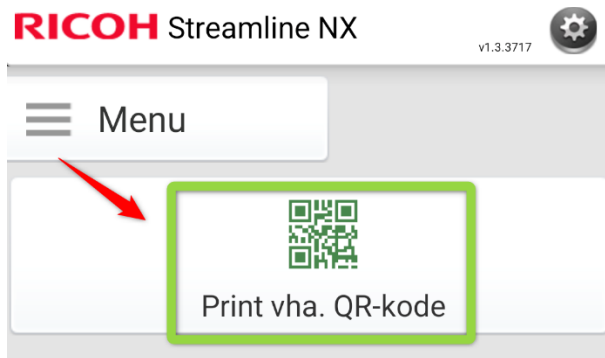 RICOH Streamline NX
v1.3.3717
Menu
Print vha. QR-kode